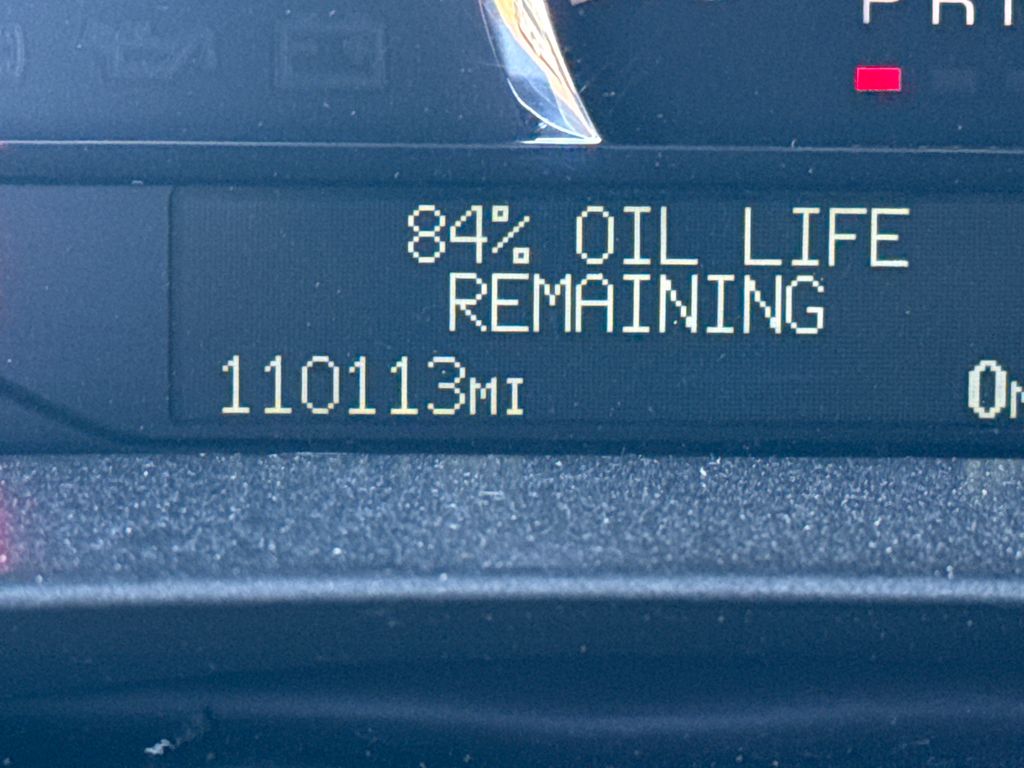 84% OIL LIFE
REMAINING
110113MI